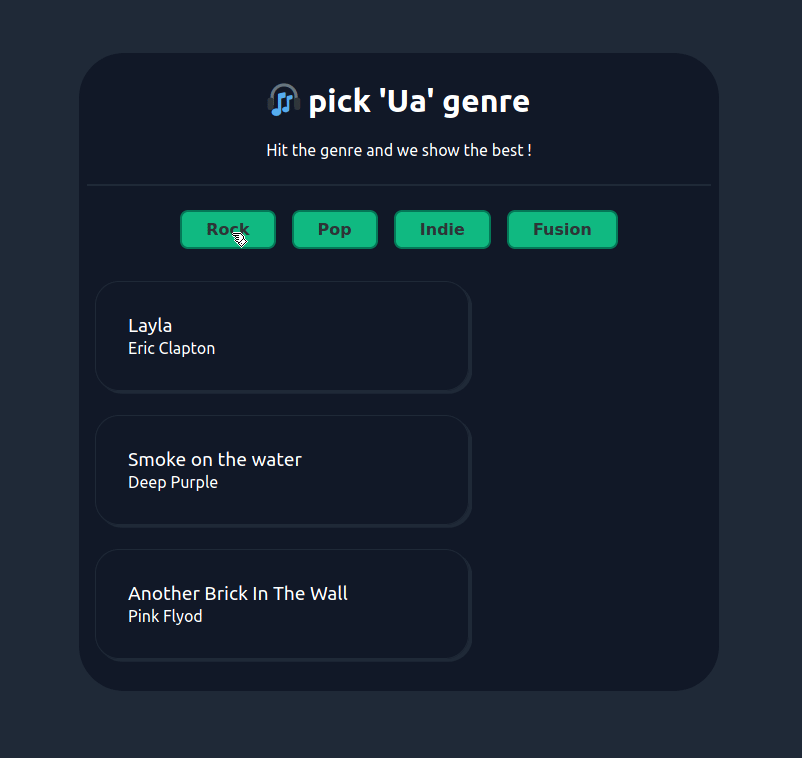 🎧 pick 'Ua' genre
Hit the genre and we show the best !
Rock Pop Indie Fusion
Layla
Eric Clapton
Smoke on the water
Deep Purple
Another Brick In The Wall
Pink Flyod